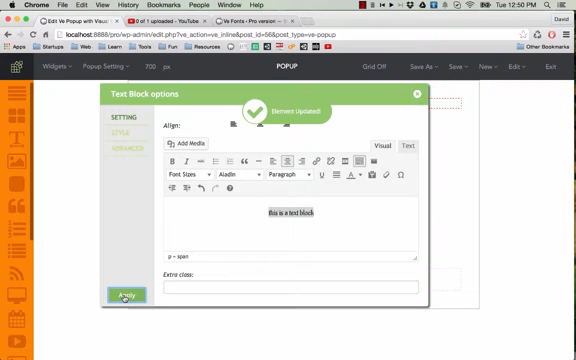 Chrome File Edit View History Bookmarks People Window Help Tue 12:50 PM
Edit Ve Popup with Visua 0 of 1 uploaded - YouTube Ve Fonts - Pro version David
localhost:8888/pro/wp-admin/edit.php?ve_action=ve_inline&post_id=56&post_type=ve-popup
Apps Startups Web Dev Fun Resources Other Bookmarks
Widgets Popup Setting 700 px POPUP Grid Off Save As Save New Edit Exit
Text Block options
Element Updated!
SETTING
STYLE
ADVANCED
Align:
Add Media
Visual Text
Font Sizes Aladin Paragraph
this is a text block
p » span
Extra class:
Apply